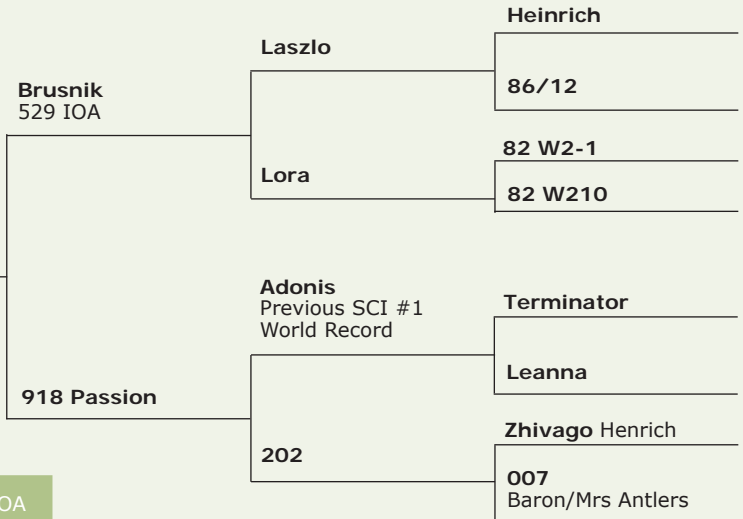 Heinrich
Laszlo
Brusnik
529 IOA
86/12
82 W2-1
Lora
82 W210
Adonis
Previous SCI #1
World Record
Terminator
Leanna
918 Passion
Zhivago Henrich
202
007
Baron/Mrs Antlers